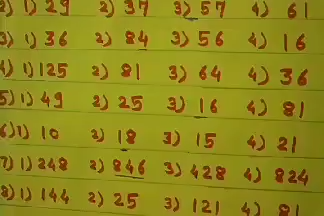 2) 1) 29 2) 37 3) 57 4) 61
3) 1) 36 2) 84 3) 56 4) 16
4) 1) 125 2) 81 3) 64 4) 36
5) 1) 49 2) 25 3) 16 4) 81
6) 1) 10 2) 18 3) 15 4) 21
7) 1) 248 2) 846 3) 428 4) 824
8) 1) 144 2) 25 3) 121 4) 81